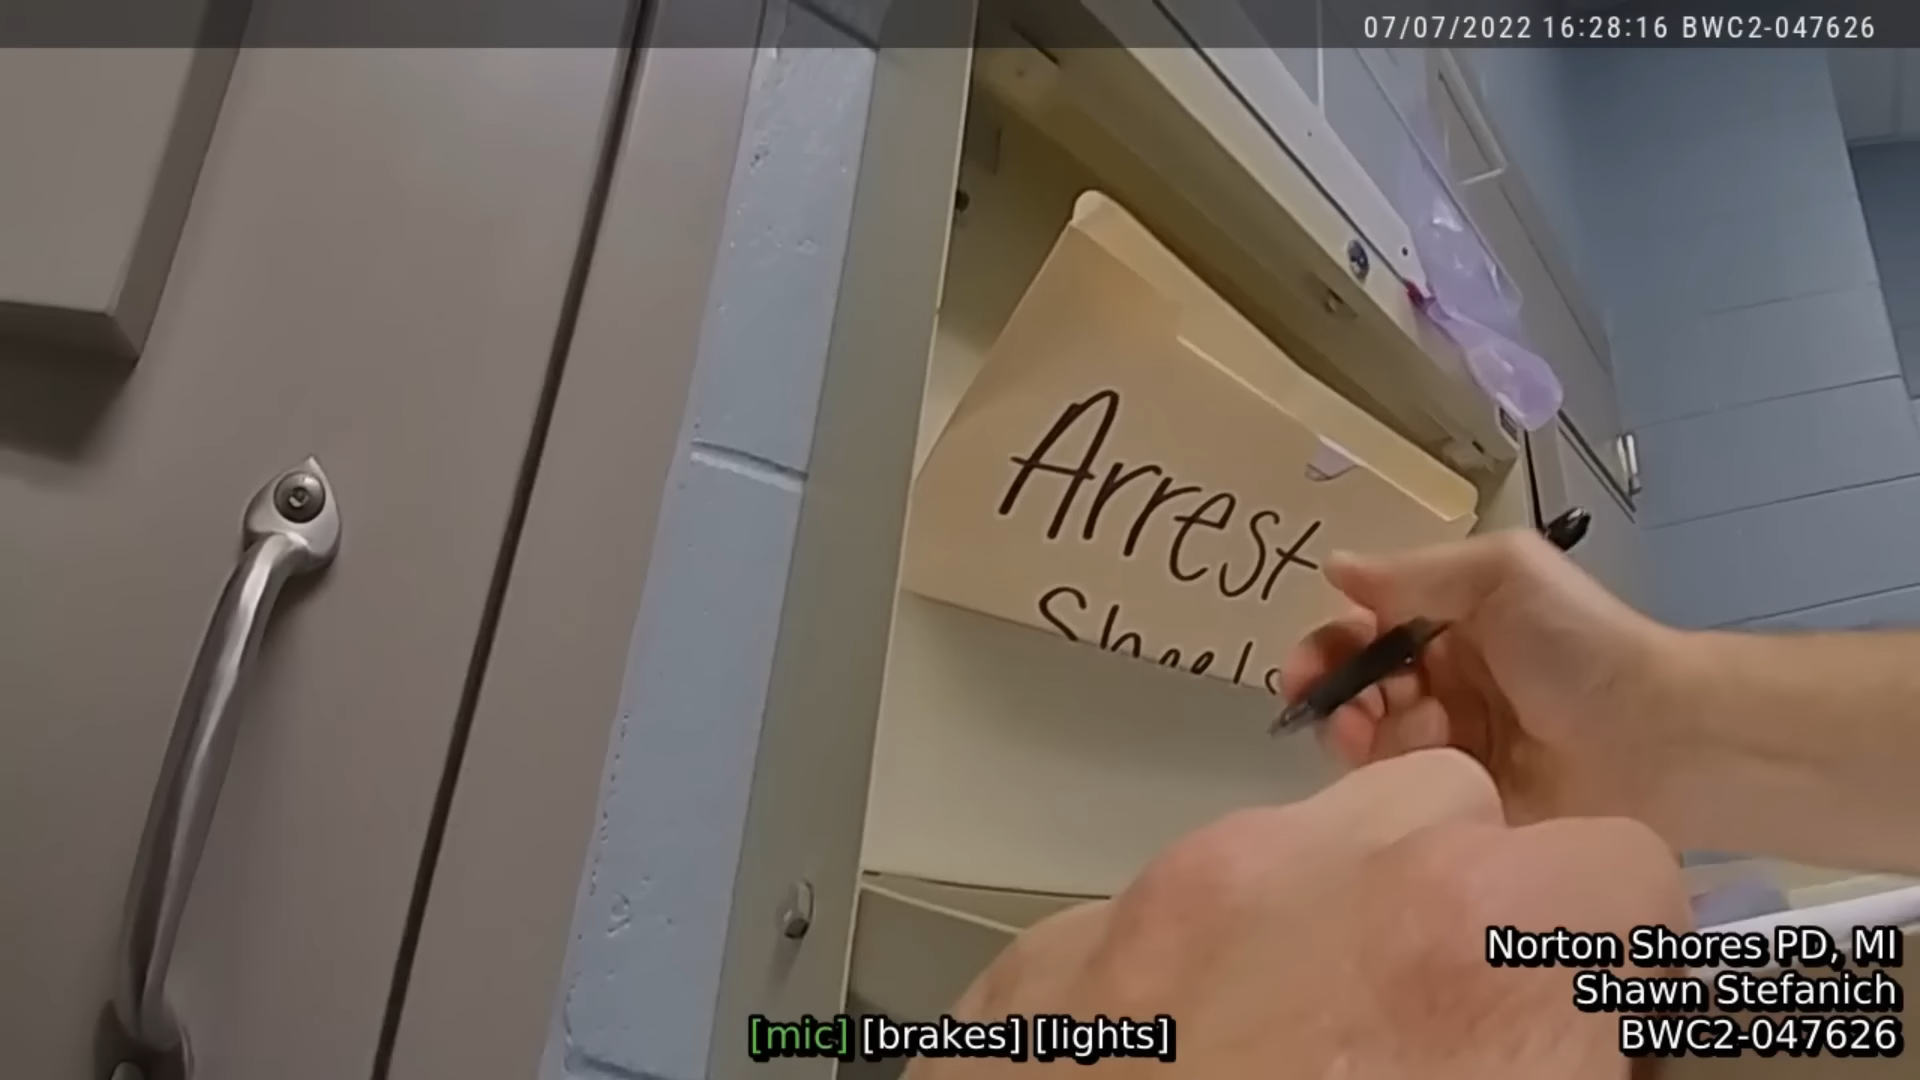 07/07/2022 16:28:16 BWC2-047626
Arrest
Sheets
Norton Shores PD, MI
Shawn Stefanich
BWC2-047626
[mic] [brakes] [lights]